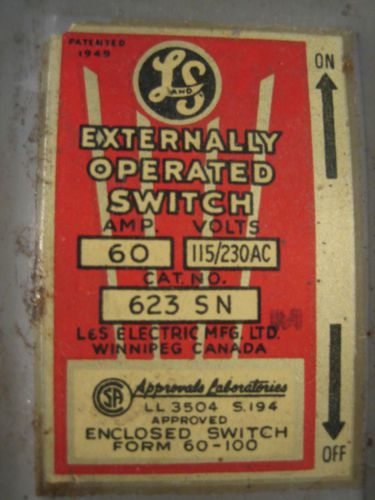 PATENTED
1949
L AND S
ON
EXTERNALLY
OPERATED
SWITCH
AMP. VOLTS
60 115/230AC
CAT. NO.
623 SN
L&S ELECTRIC MFG. LTD.
WINNIPEG CANADA
CSA Approvals Laboratories
LL 3504 S.194
APPROVED
ENCLOSED SWITCH
FORM 60-100
OFF